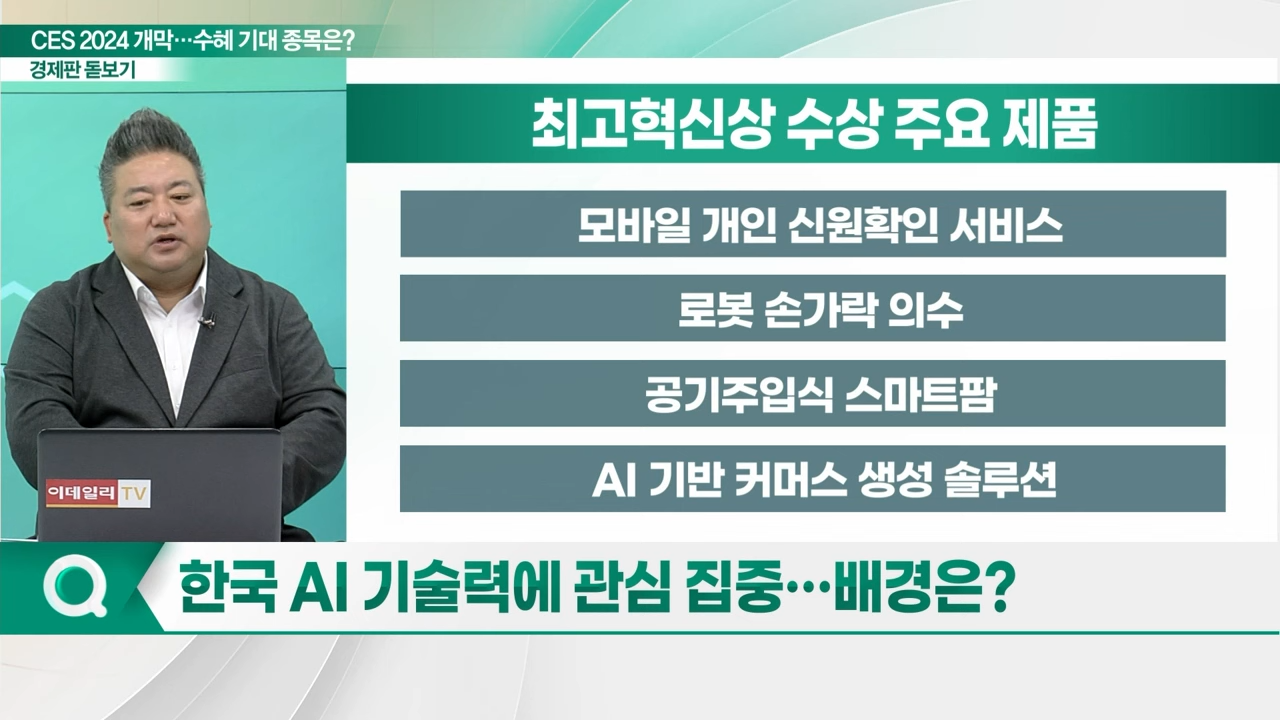 CES 2024 개막…수혜 기대 종목은?
경제판 돋보기
최고혁신상 수상 주요 제품
모바일 개인 신원확인 서비스
로봇 손가락 의수
공기주입식 스마트팜
AI 기반 커머스 생성 솔루션
이데일리 TV
한국 AI 기술력에 관심 집중…배경은?